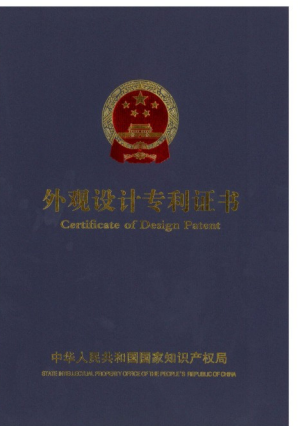 外观设计专利证书
Certificate of Design Patent
中华人民共和国国家知识产权局
STATE INTELLECTUAL PROPERTY OFFICE OF THE PEOPLE'S REPUBLIC OF CHINA